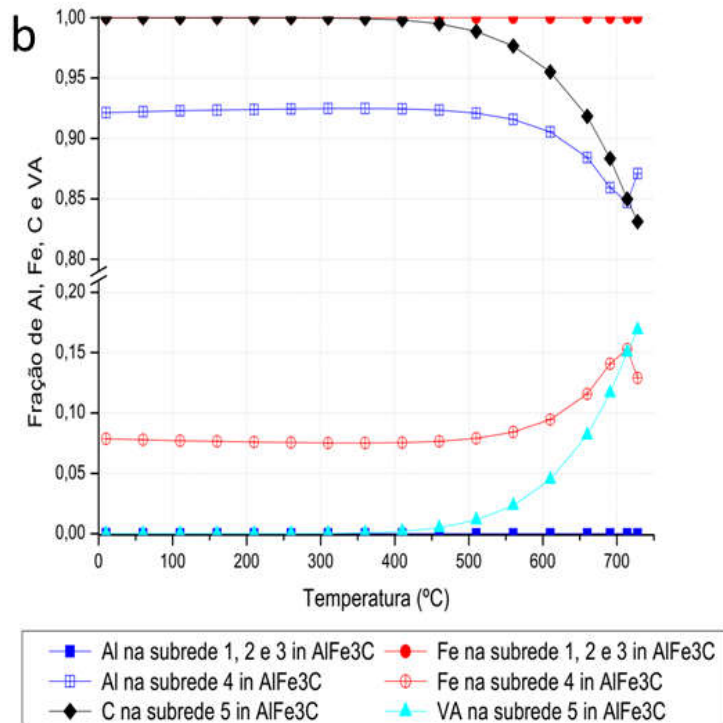 b
Fração de Al, Fe, C e VA
1,00
0,95
0,90
0,85
0,80
0,20
0,15
0,10
0,05
0,00
0 100 200 300 400 500 600 700
Temperatura (ºC)
Al na subrede 1, 2 e 3 in AlFe3C Fe na subrede 1, 2 e 3 in AlFe3C
Al na subrede 4 in AlFe3C Fe na subrede 4 in AlFe3C
C na subrede 5 in AlFe3C VA na subrede 5 in AlFe3C